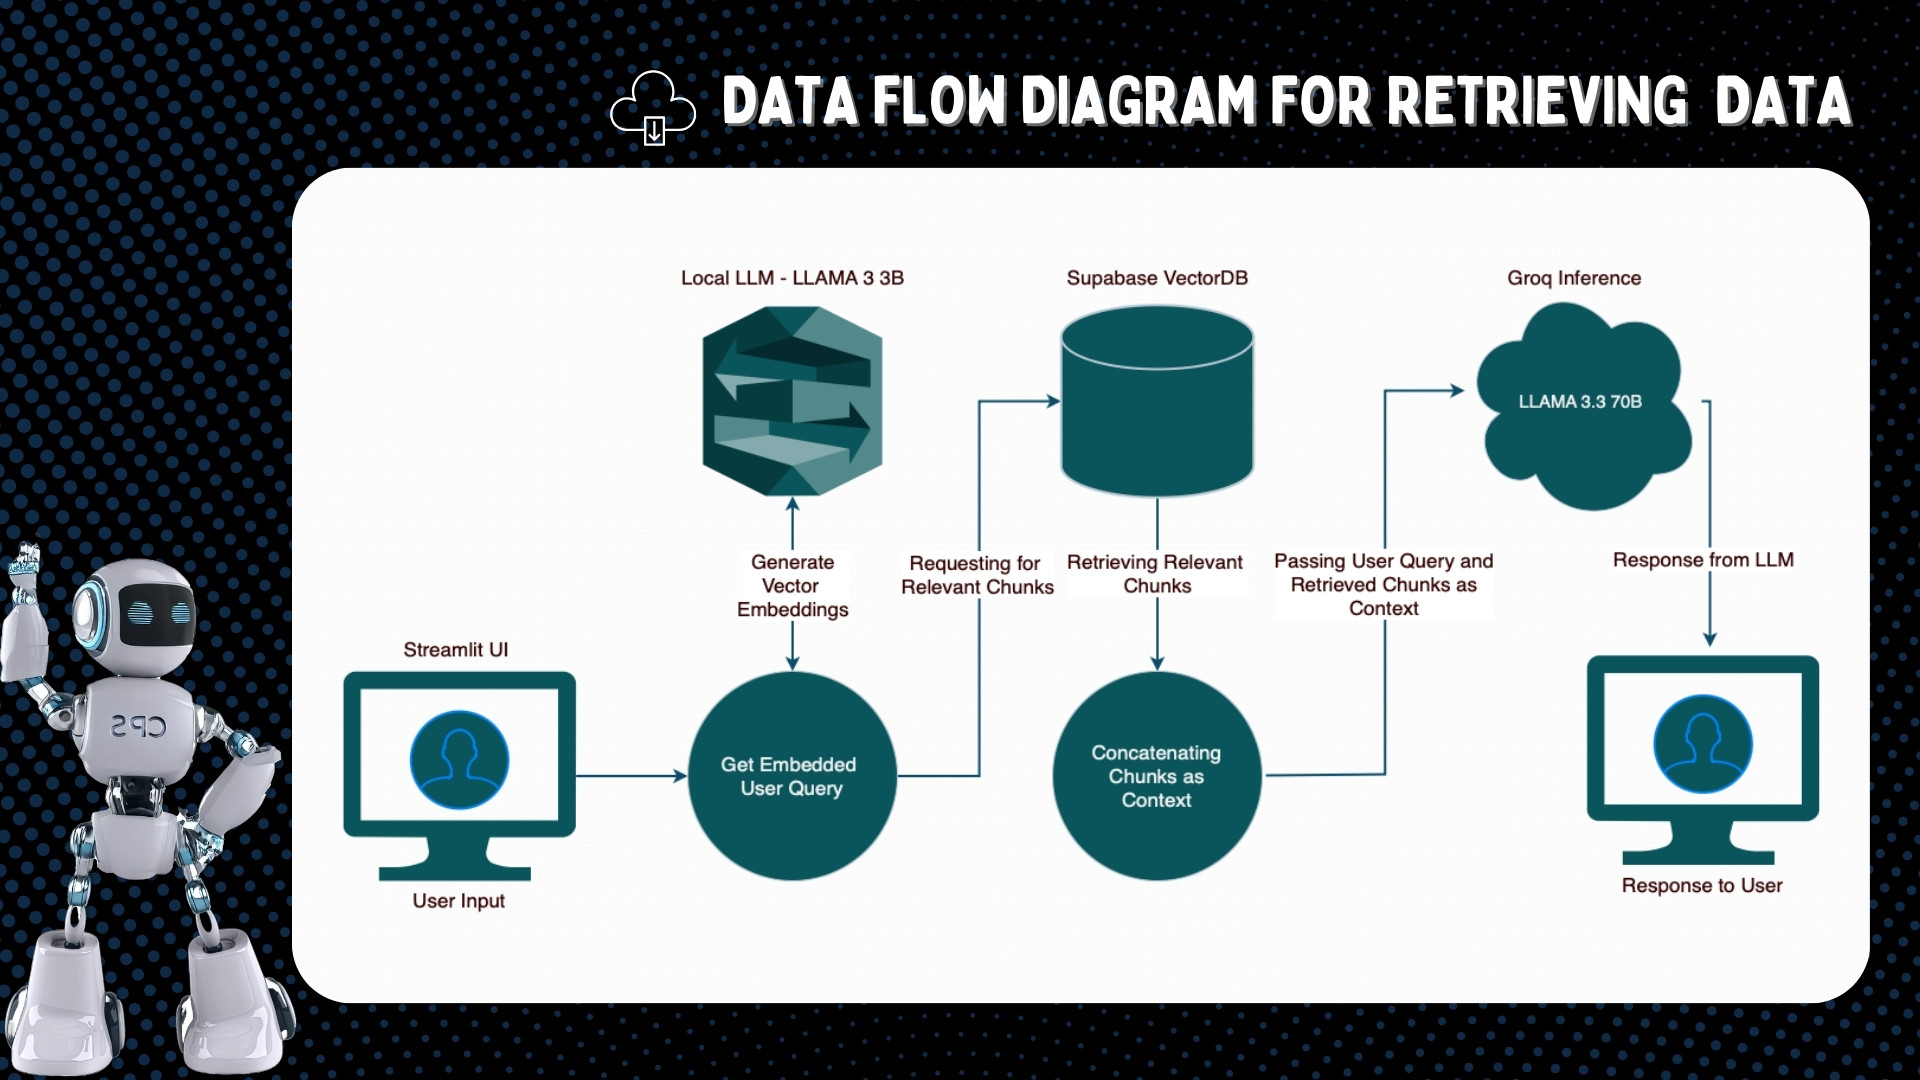 DATA FLOW DIAGRAM FOR RETRIEVING DATA
Local LLM - LLAMA 3 3B
Supabase VectorDB
Groq Inference
LLAMA 3.3 70B
Generate
Vector
Embeddings
Requesting for
Relevant Chunks
Retrieving Relevant
Chunks
Passing User Query and
Retrieved Chunks as
Context
Response from LLM
Streamlit UI
Get Embedded
User Query
Concatenating
Chunks as
Context
User Input
Response to User
CPS